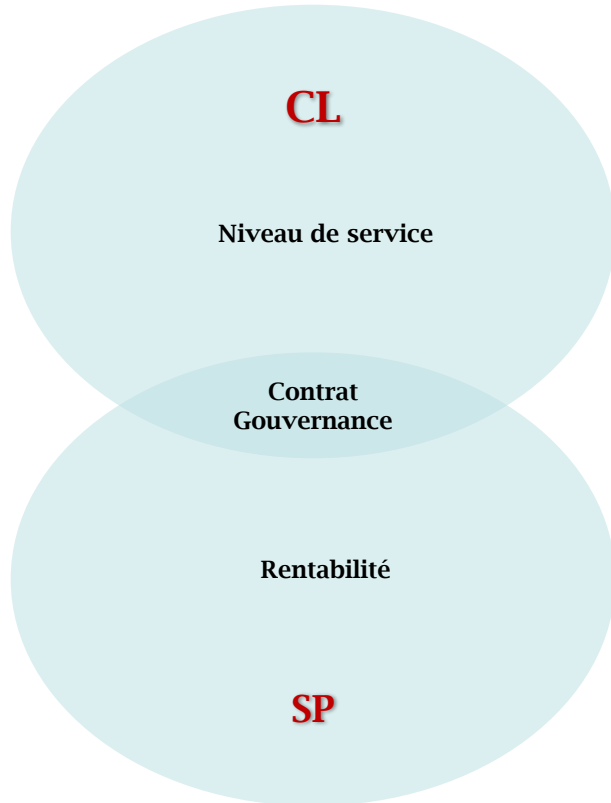 CL
Niveau de service
Contrat
Gouvernance
Rentabilité
SP